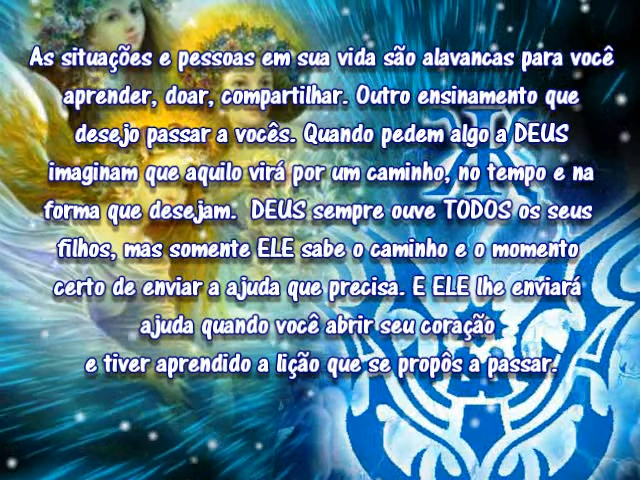 As situações e pessoas em sua vida são alavancas para você
aprender, doar, compartilhar. Outro ensinamento que
desejo passar a vocês. Quando pedem algo a DEUS
imaginam que aquilo virá por um caminho, no tempo e na
forma que desejam. DEUS sempre ouve TODOS os seus
filhos, mas somente ELE sabe o caminho e o momento
certo de enviar a ajuda que precisa. E ELE lhe enviará
ajuda quando você abrir seu coração
e tiver aprendido a lição que se propôs a passar!